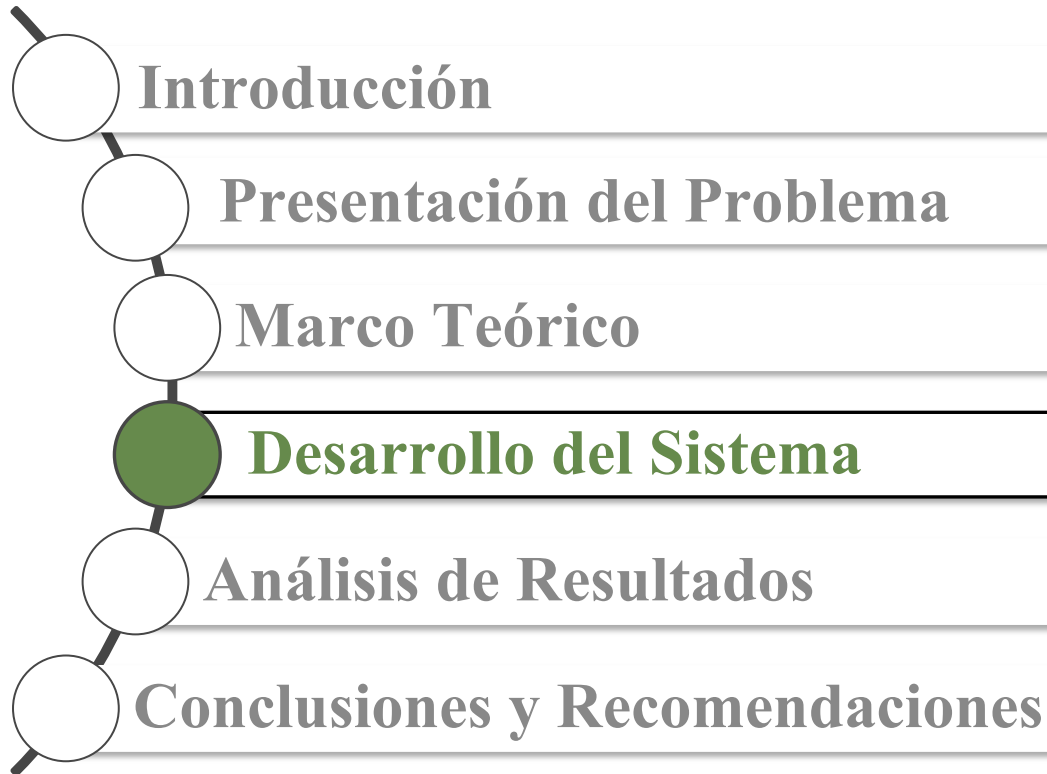 Introducción
Presentación del Problema
Marco Teórico
Desarrollo del Sistema
Análisis de Resultados
Conclusiones y Recomendaciones